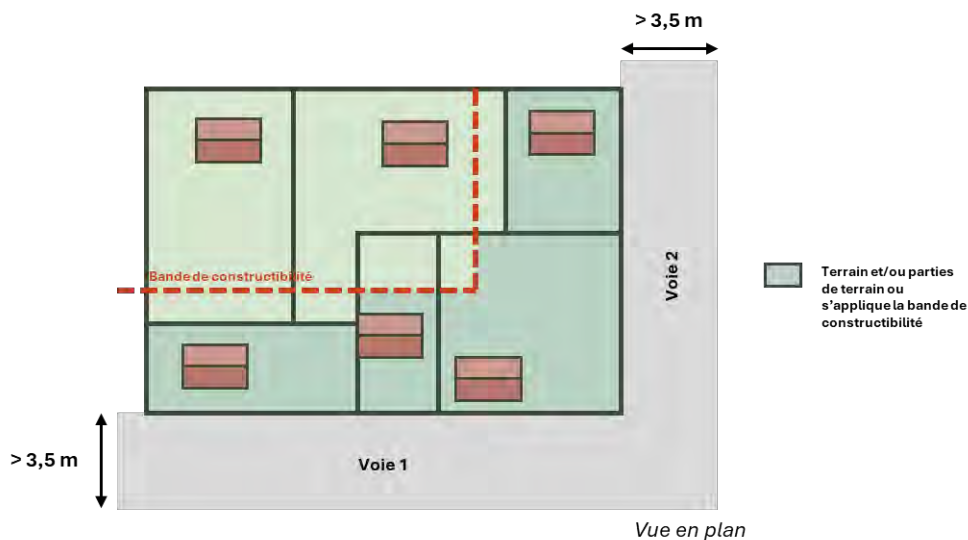 > 3,5 m
Bande de constructibilité
Voie 2
Terrain et/ou parties
de terrain ou
s'applique la bande de
constructibilité
> 3,5 m
Voie 1
Vue en plan